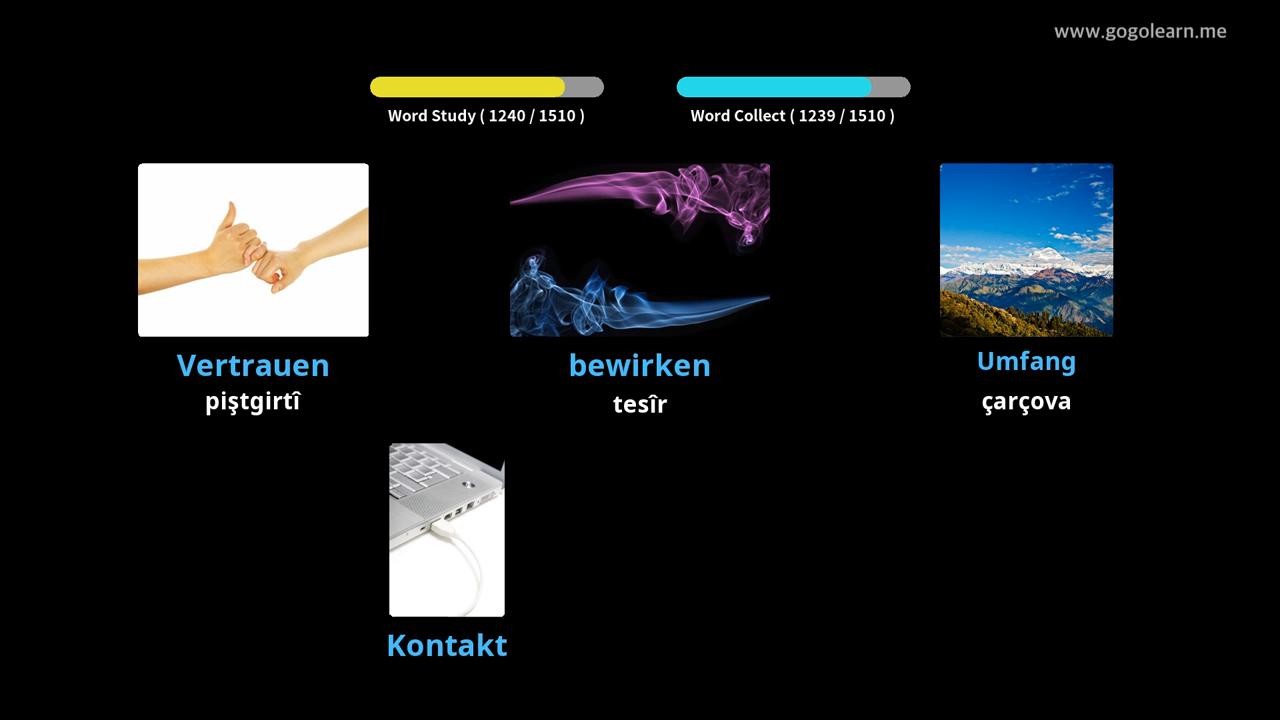 www.gogolearn.me
Word Study ( 1240 / 1510 )
Word Collect ( 1239 / 1510 )
Vertrauen
piştgirtî
bewirken
tesîr
Umfang
çarçova
Kontakt